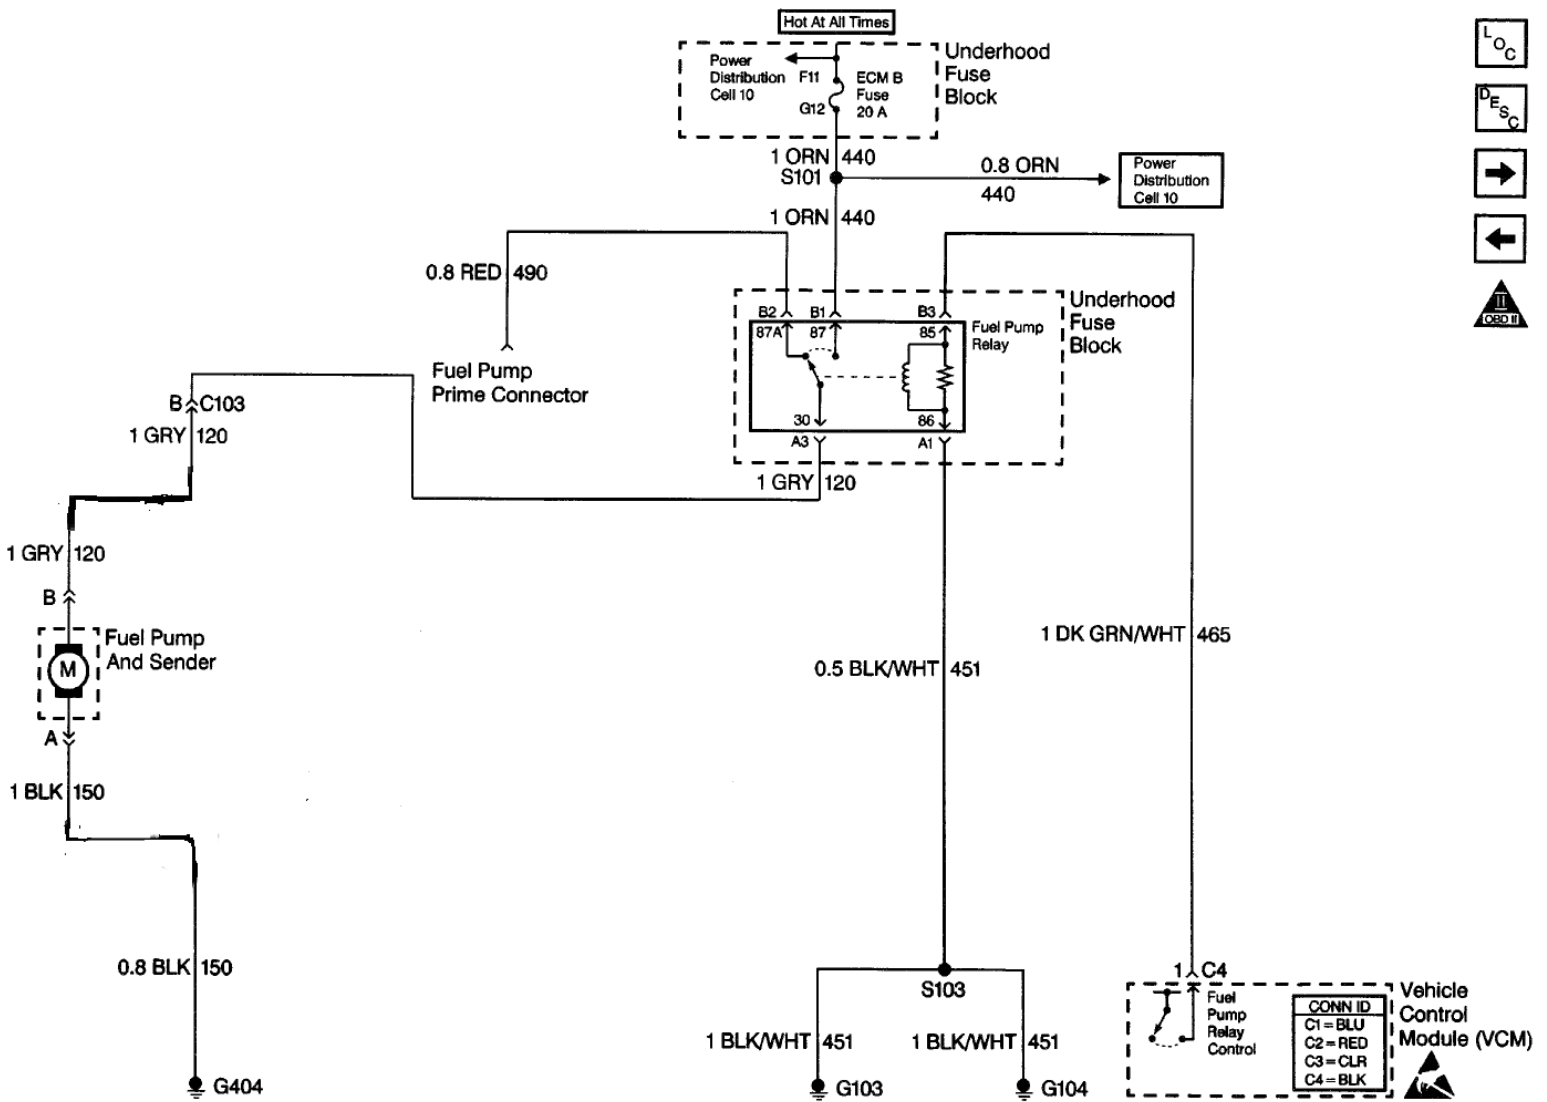 Hot At All Times
Power
Distribution
Cell 10
F11
G12
ECM B
Fuse
20 A
Underhood
Fuse
Block
1 ORN 440
S101
0.8 ORN
440
Power
Distribution
Cell 10
1 ORN 440
0.8 RED 490
Fuel Pump
Prime Connector
B2 B1 B3
87A 87 85
Fuel Pump
Relay
Underhood
Fuse
Block
30 86
A3 A1
1 GRY 120
B C103
1 GRY 120
1 GRY 120
B
Fuel Pump
And Sender
M
A
1 BLK 150
0.8 BLK 150
G404
0.5 BLK/WHT 451
1 DK GRN/WHT 465
S103
1 BLK/WHT 451
1 BLK/WHT 451
G103
G104
1 C4
Fuel
Pump
Relay
Control
CONN ID
C1=BLU
C2=RED
C3=CLR
C4=BLK
Vehicle
Control
Module (VCM)
LOC
DESC
II
OBD II